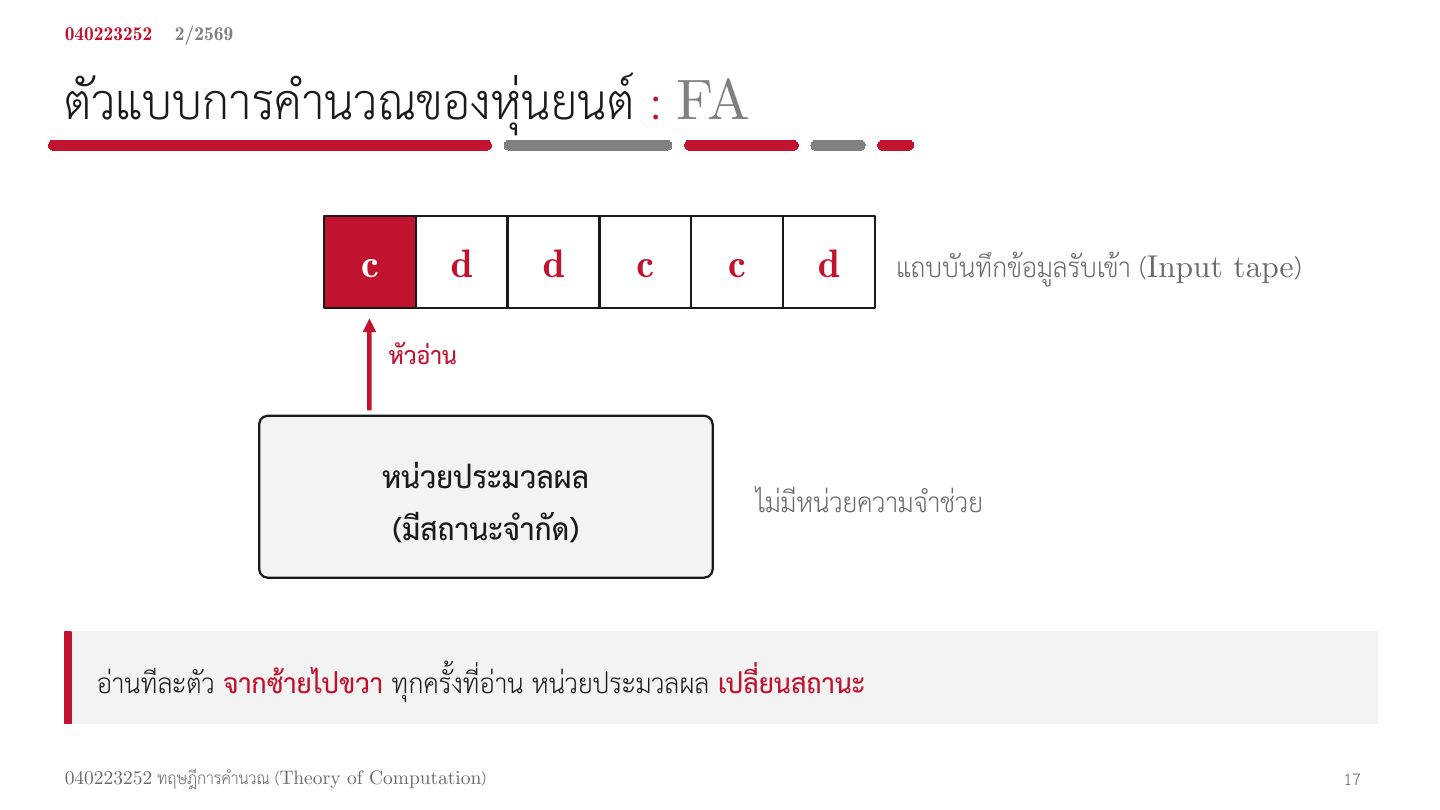 040223252 2/2569
ตัวแบบการคำนวณของหุ่นยนต์ : FA
c d d c c d
แถบบันทึกข้อมูลรับเข้า (Input tape)
หัวอ่าน
หน่วยประมวลผล
(มีสถานะจำกัด)
ไม่มีหน่วยความจำช่วย
อ่านทีละตัว จากซ้ายไปขวา ทุกครั้งที่อ่าน หน่วยประมวลผล เปลี่ยนสถานะ
040223252 ทฤษฎีการคำนวณ (Theory of Computation)
17